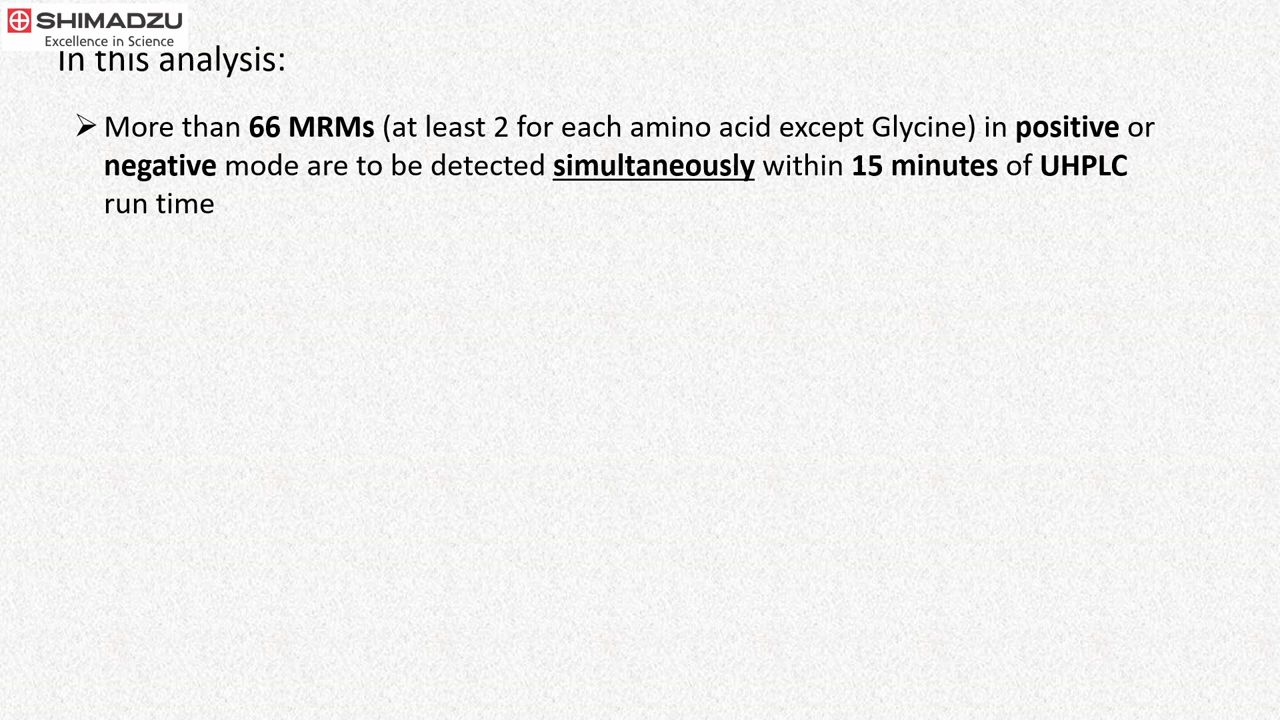 SHIMADZU
Excellence in Science
In this analysis:
➢ More than 66 MRMs (at least 2 for each amino acid except Glycine) in positive or
negative mode are to be detected simultaneously within 15 minutes of UHPLC
run time